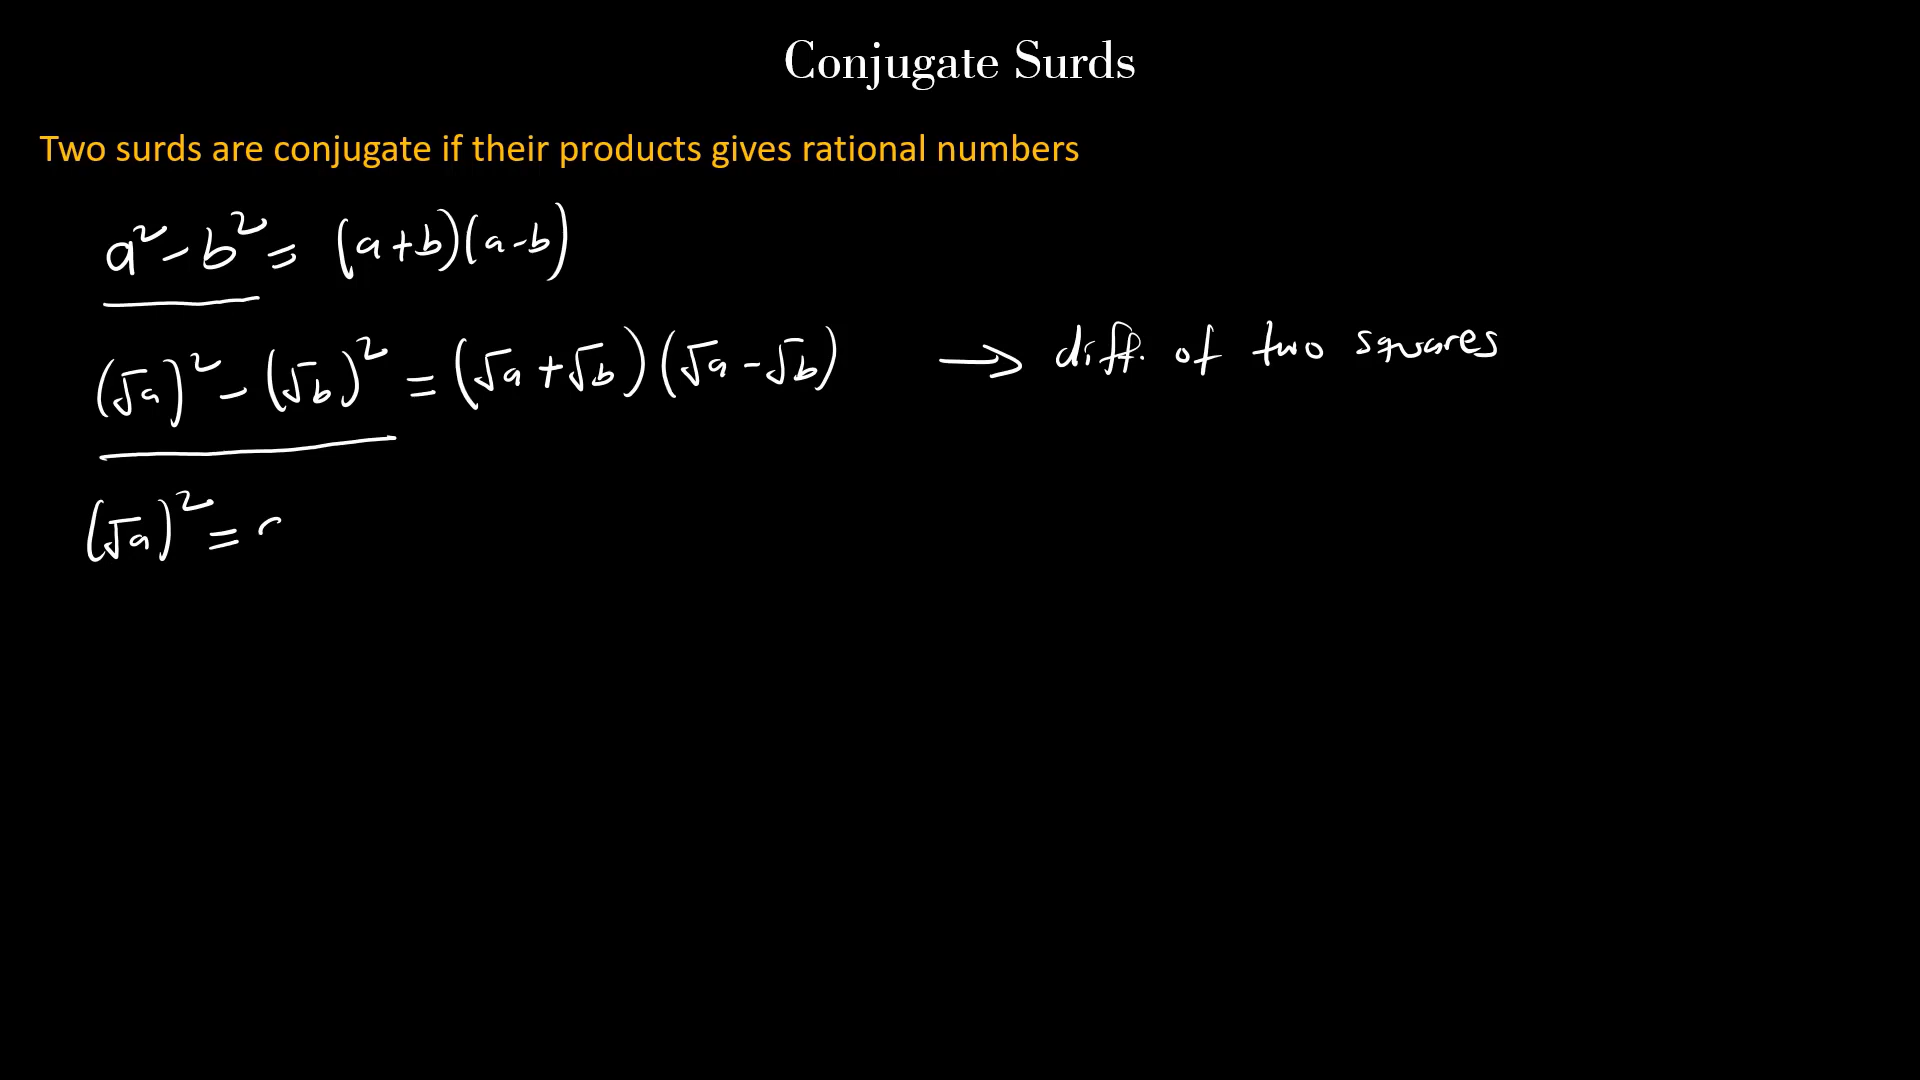 Conjugate Surds
Two surds are conjugate if their products gives rational numbers
a² - b² = (a+b)(a-b)
(√a)² - (√b)² = (√a + √b)(√a - √b) → diff. of two squares
(√a)² =